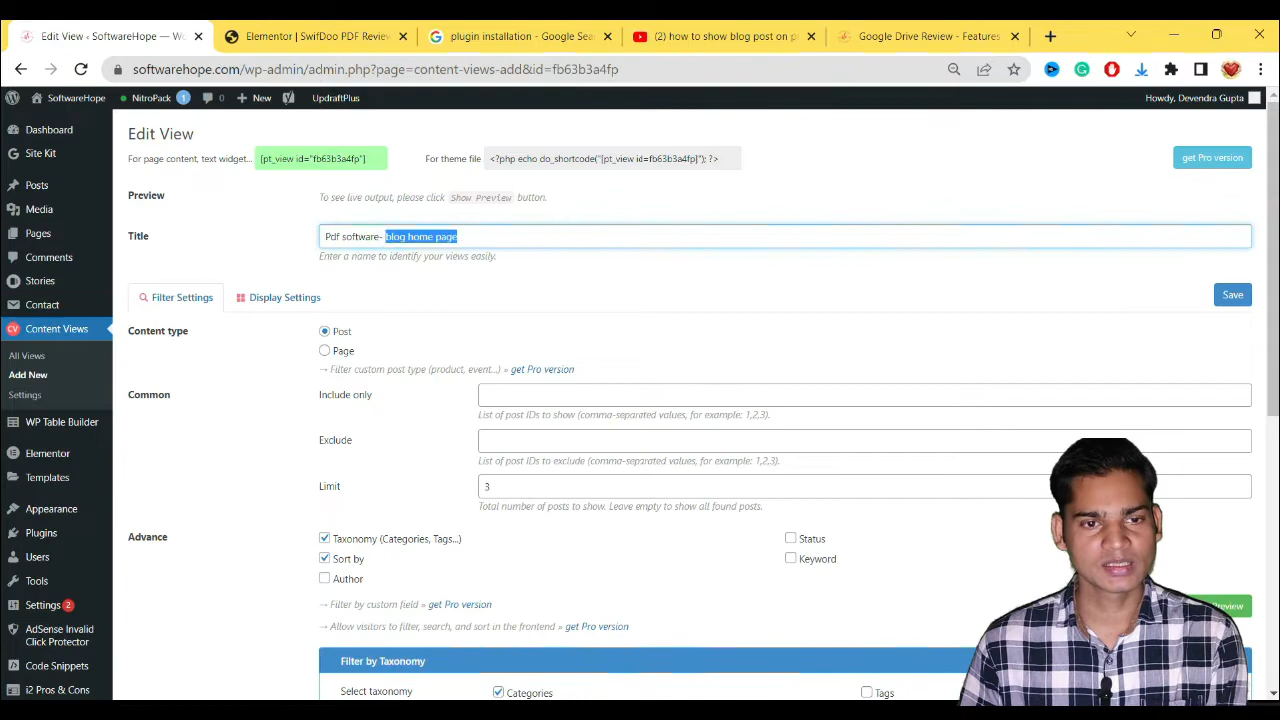 Edit View ‹ SoftwareHope — Wo
Elementor | SwifDoo PDF Review
plugin installation - Google Sea
(2) how to show blog post on p
Google Drive Review - Features
softwarehope.com/wp-admin/admin.php?page=content-views-add&id=fb63b3a4fp
SoftwareHope
NitroPack 1
0
New
UpdraftPlus
Howdy, Devendra Gupta
Dashboard
Site Kit
Posts
Media
Pages
Comments
Stories
Contact
Content Views
All Views
Add New
Settings
WP Table Builder
Elementor
Templates
Appearance
Plugins
Users
Tools
Settings 2
AdSense Invalid
Click Protector
Code Snippets
i2 Pros & Cons
Edit View
For page content, text widget... [pt_view id="fb63b3a4fp"] For theme file <?php echo do_shortcode("[pt_view id=fb63b3a4fp]"); ?> get Pro version
Preview To see live output, please click Show Preview button.
Title Pdf software- blog home page
Enter a name to identify your views easily.
Filter Settings Display Settings Save
Content type Post
Page
→ Filter custom post type (product, event...) » get Pro version
Common Include only
List of post IDs to show (comma-separated values, for example: 1,2,3).
Exclude
List of post IDs to exclude (comma-separated values, for example: 1,2,3).
Limit 3
Total number of posts to show. Leave empty to show all found posts.
Advance Taxonomy (Categories, Tags...) Status
Sort by Keyword
Author
→ Filter by custom field » get Pro version
Preview
→ Allow visitors to filter, search, and sort in the frontend » get Pro version
Filter by Taxonomy
Select taxonomy Categories Tags